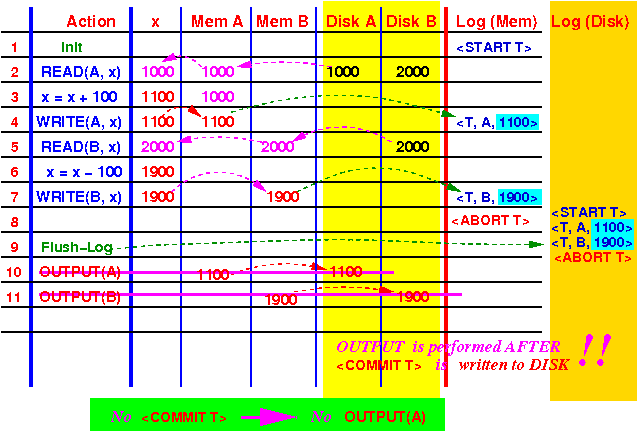 Action x Mem A Mem B Disk A Disk B Log (Mem) Log (Disk)
1 Init <START T>
2 READ(A, x) 1000 1000 1000 2000
3 x = x + 100 1100 1000
4 WRITE(A, x) 1100 1100 <T, A, 1100>
5 READ(B, x) 2000 2000 2000
6 x = x − 100 1900
7 WRITE(B, x) 1900 1900 <T, B, 1900>
8 <ABORT T>
<START T>
<T, A, 1100>
<T, B, 1900>
<ABORT T>
9 Flush−Log
10 OUTPUT(A) 1100 1100
11 OUTPUT(B) 1900 1900
OUTPUT is performed AFTER
<COMMIT T> is written to DISK !!
No <COMMIT T> No OUTPUT(A)